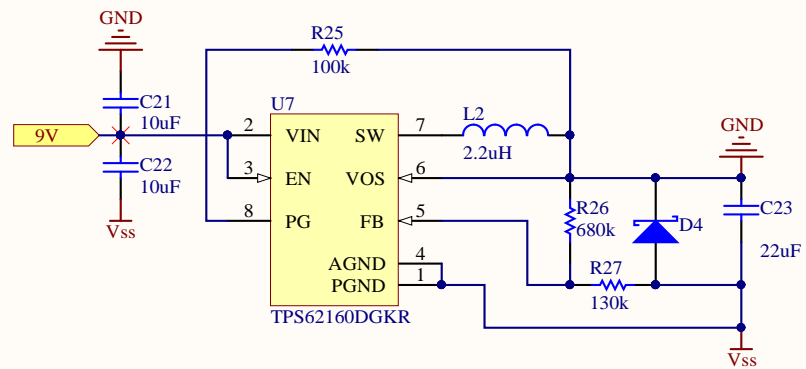 GND
R25
100k
C21
10uF
9V
C22
10uF
Vss
U7
2
VIN
SW
7
3
EN
VOS
6
8
PG
FB
5
AGND
4
PGND
1
TPS62160DGKR
L2
2.2uH
GND
R26
680k
D4
C23
22uF
R27
130k
Vss